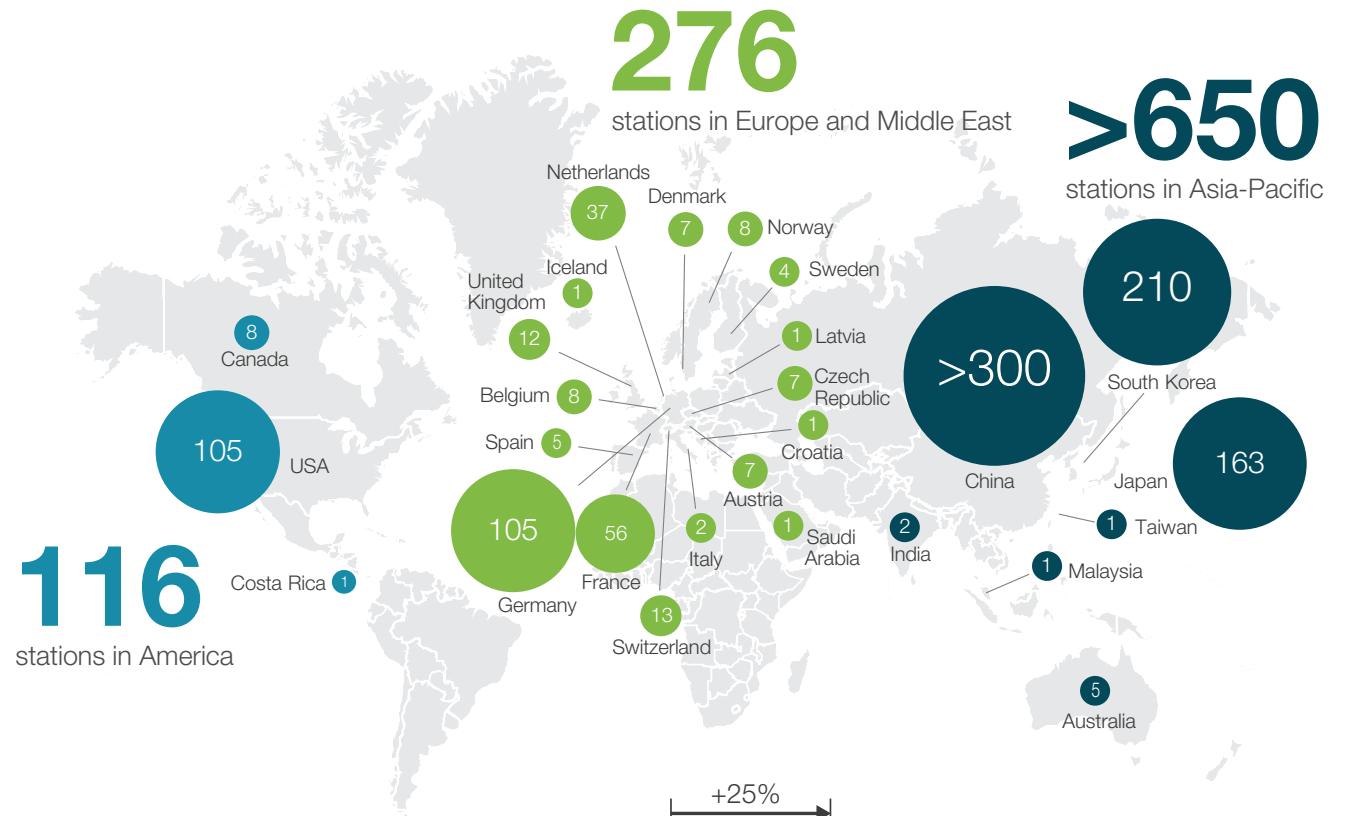 276
stations in Europe and Middle East
>650
stations in Asia-Pacific
Netherlands
37
Denmark
7
8 Norway
4 Sweden
Iceland
1
United
Kingdom
12
1 Latvia
7 Czech
Republic
Belgium 8
1
Croatia
Spain 5
7
Austria
105
Germany
56
France
2
Italy
1 Saudi
Arabia
13
Switzerland
8
Canada
105
USA
116
stations in America
Costa Rica 1
>300
China
210
South Korea
163
Japan
2
India
1 Taiwan
1 Malaysia
5
Australia
+25%